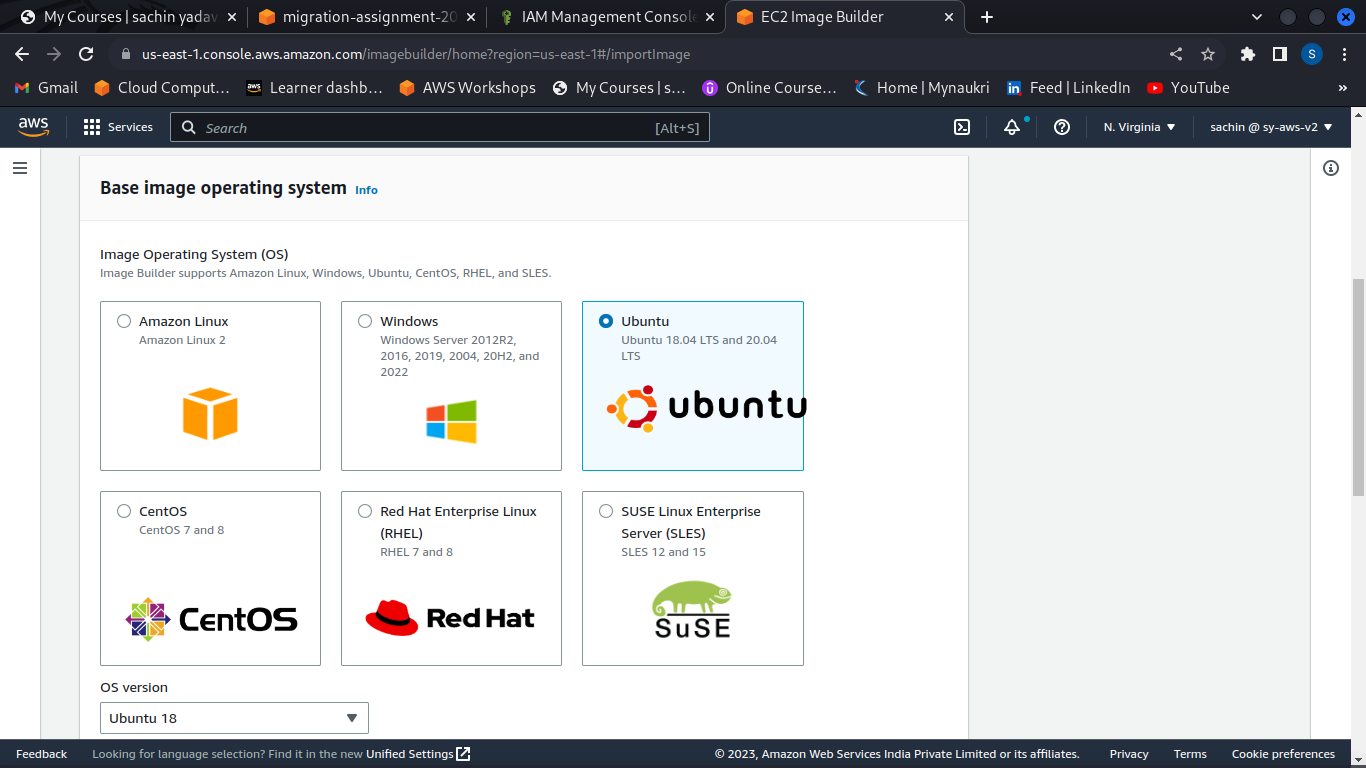 My Courses | sachin yadav
migration-assignment-20
IAM Management Console
EC2 Image Builder
us-east-1.console.aws.amazon.com/imagebuilder/home?region=us-east-1#/importImage
S
Gmail
Cloud Comput...
aws
Learner dashb...
AWS Workshops
My Courses | s...
Online Course...
Home | Mynaukri
Feed | LinkedIn
YouTube
»
aws
Services
Search
[Alt+S]
N. Virginia
sachin @ sy-aws-v2
Base image operating system Info
Image Operating System (OS)
Image Builder supports Amazon Linux, Windows, Ubuntu, CentOS, RHEL, and SLES.
Amazon Linux
Amazon Linux 2
Windows
Windows Server 2012R2,
2016, 2019, 2004, 20H2, and
2022
Ubuntu
Ubuntu 18.04 LTS and 20.04
LTS
ubuntu
CentOS
CentOS 7 and 8
CentOS
Red Hat Enterprise Linux
(RHEL)
RHEL 7 and 8
Red Hat
SUSE Linux Enterprise
Server (SLES)
SLES 12 and 15
SuSE
OS version
Ubuntu 18
Feedback
Looking for language selection? Find it in the new Unified Settings
© 2023, Amazon Web Services India Private Limited or its affiliates.
Privacy
Terms
Cookie preferences